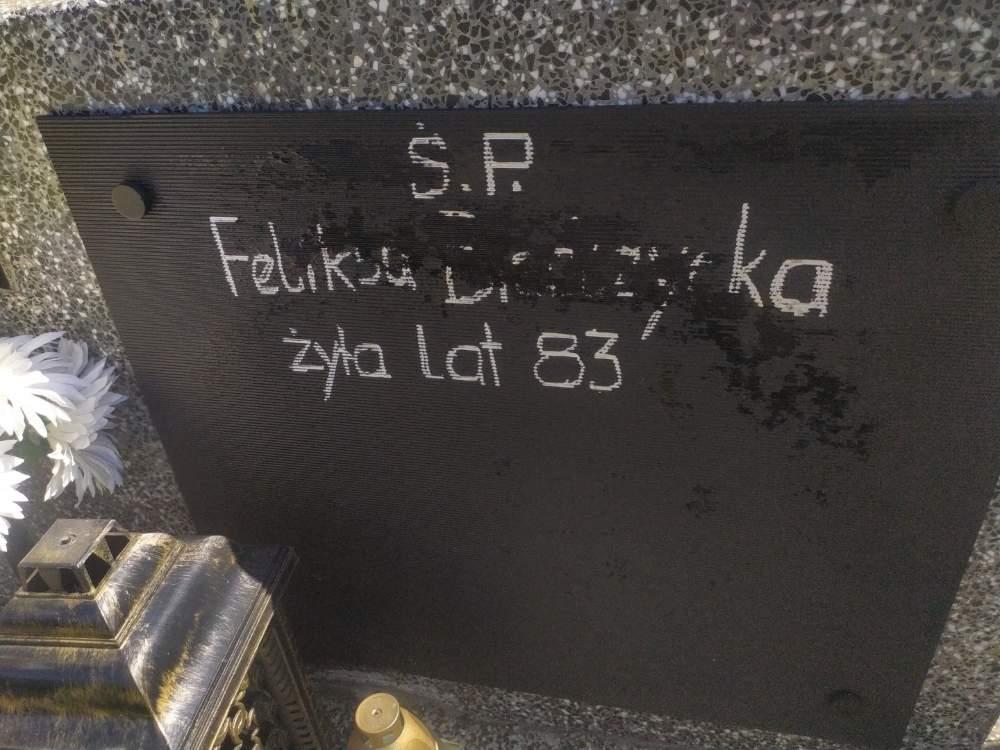 Ś.P.
Feliksa
żyła lat 83